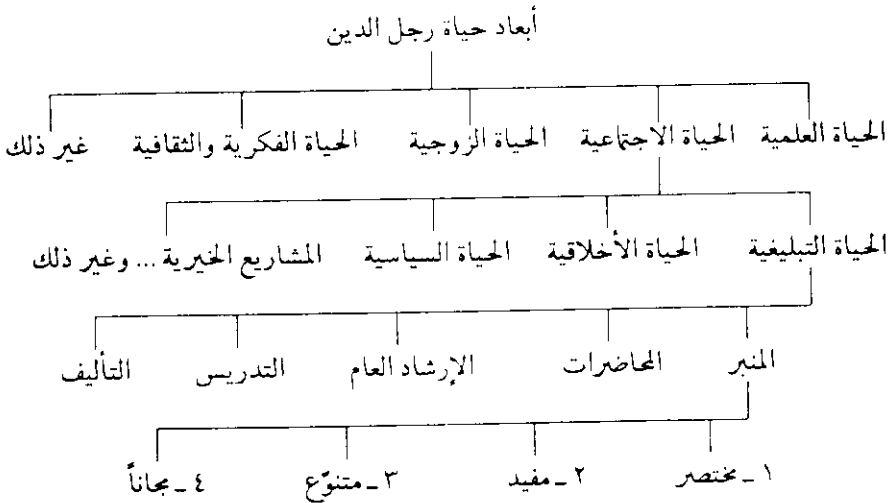 أبعاد حياة رجل الدين
الحياة العلمية الحياة الاجتماعية الحياة الزوجية الحياة الفكرية والثقافية غير ذلك
الحياة التبليغية الحياة الأخلاقية الحياة السياسية المشاريع الخيرية ... وغير ذلك
المنبر المحاضرات الإرشاد العام التدريس التأليف
١ ـ مختصر ٢ ـ مفيد ٣ ـ متنوّع ٤ ـ مجاناً